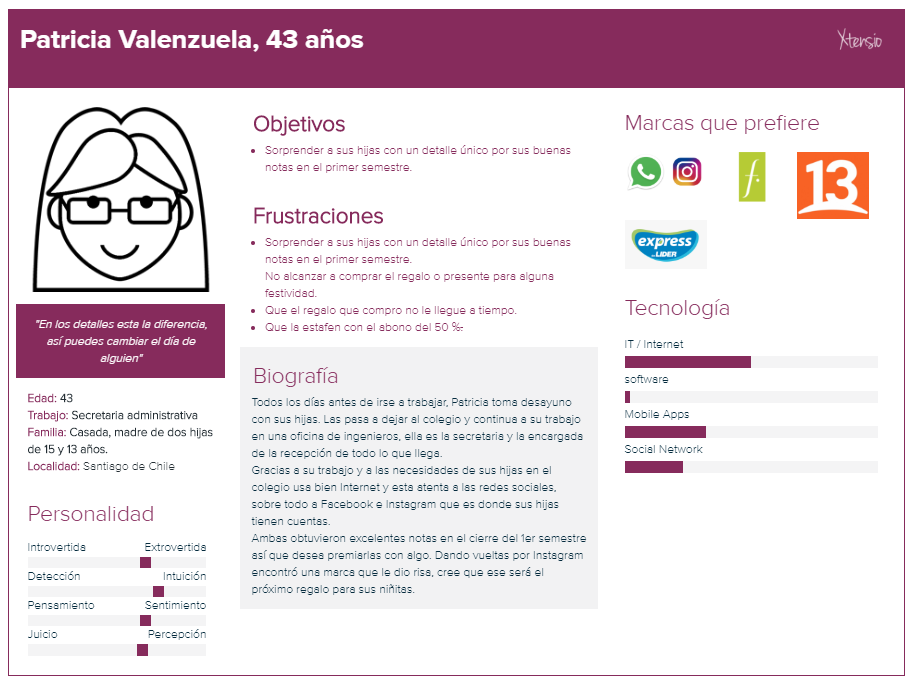 Patricia Valenzuela, 43 años
Xtensio
"En los detalles esta la diferencia,
así puedes cambiar el día de
alguien"
Edad: 43
Trabajo: Secretaria administrativa
Familia: Casada, madre de dos hijas
de 15 y 13 años.
Localidad: Santiago de Chile
Personalidad
Introvertida Extrovertida
Detección Intuición
Pensamiento Sentimiento
Juicio Percepción
Objetivos
Sorprender a sus hijas con un detalle único por sus buenas
notas en el primer semestre.
Frustraciones
Sorprender a sus hijas con un detalle único por sus buenas
notas en el primer semestre.
No alcanzar a comprar el regalo o presente para alguna
festividad.
Que el regalo que compro no le llegue a tiempo.
Que la estafen con el abono del 50 %.
Biografía
Todos los días antes de irse a trabajar, Patricia toma desayuno
con sus hijas. Las pasa a dejar al colegio y continua a su trabajo
en una oficina de ingenieros, ella es la secretaria y la encargada
de la recepción de todo lo que llega.
Gracias a su trabajo y a las necesidades de sus hijas en el
colegio usa bien Internet y esta atenta a las redes sociales,
sobre todo a Facebook e Instagram que es donde sus hijas
tienen cuentas.
Ambas obtuvieron excelentes notas en el cierre del 1er semestre
así que desea premiarlas con algo. Dando vueltas por Instagram
encontró una marca que le dio risa, cree que ese será el
próximo regalo para sus niñitas.
Marcas que prefiere
f.
13
express
de LIDER
Tecnología
IT / Internet
software
Mobile Apps
Social Network